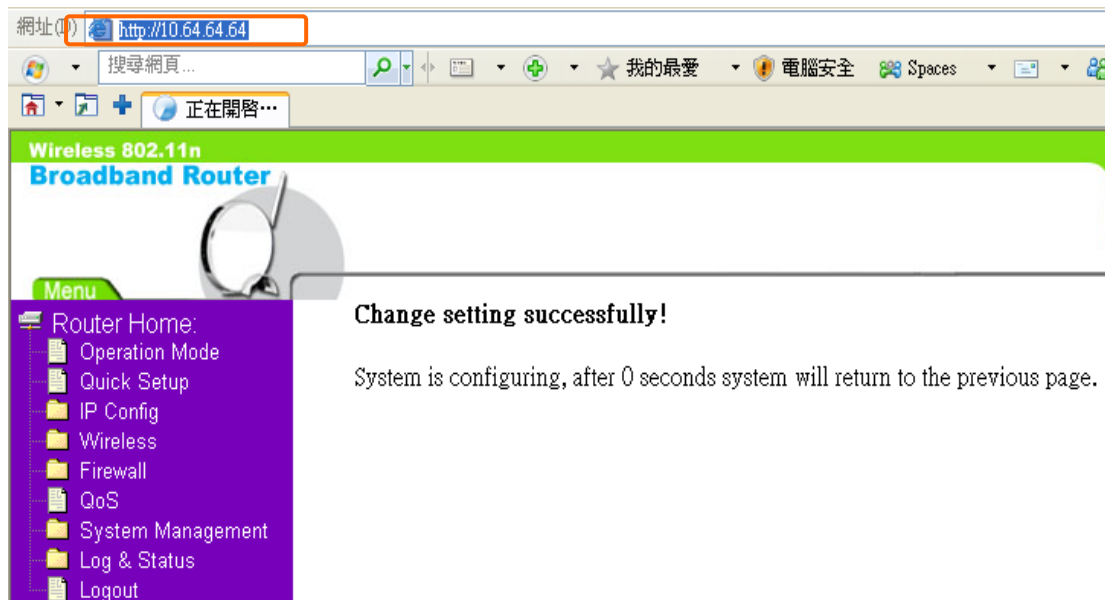 網址(D) http://10.64.64.64
搜尋網頁... 我的最愛 電腦安全 Spaces
正在開啓…
Wireless 802.11n
Broadband Router
Menu
Router Home:
Operation Mode
Quick Setup
IP Config
Wireless
Firewall
QoS
System Management
Log & Status
Logout
Change setting successfully!
System is configuring, after 0 seconds system will return to the previous page.